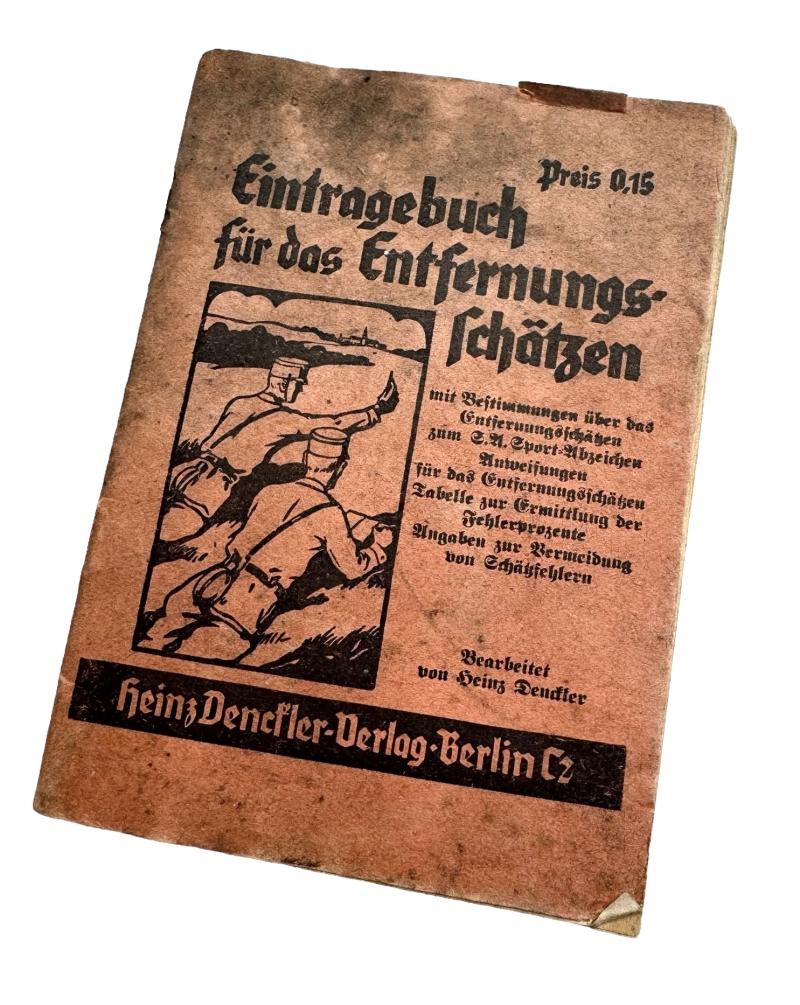 Preis 0,15
Eintragebuch
für das Entfernungs-
schätzen
mit Bestimmungen über das
Entfernungsschätzen
zum S.A. Sport-Abzeichen
Anweisungen
für das Entfernungsschätzen
Tabelle zur Ermittlung der
Fehlerprozente
Angaben zur Vermeidung
von Schätzfehlern
Bearbeitet
von Heinz Denckler
Heinz Denckler-Verlag·Berlin C2